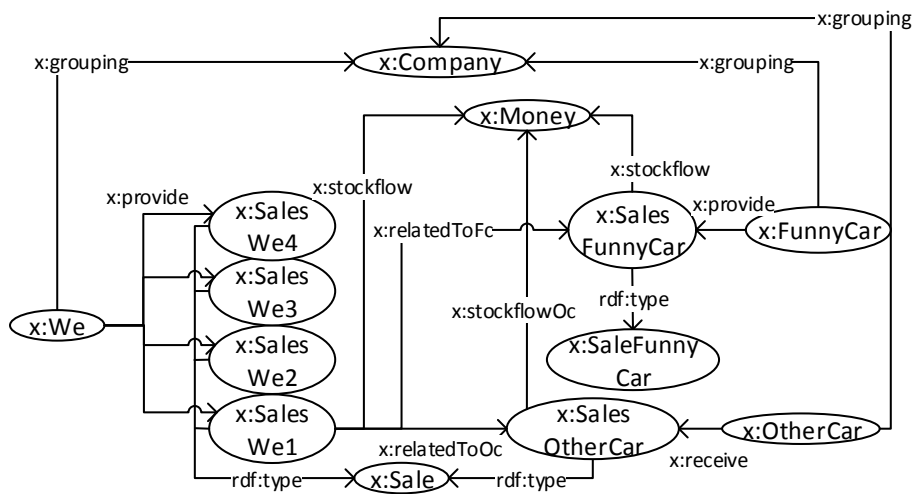 x:grouping
x:grouping
x:Company
x:grouping
x:Money
x:stockflow
x:provide
x:stockflow
x:Sales
We4
x:relatedToFc
x:Sales
FunnyCar
x:provide
x:FunnyCar
x:Sales
We3
x:stockflowOc
rdf:type
x:We
x:Sales
We2
x:SaleFunny
Car
x:Sales
We1
x:Sales
OtherCar
x:OtherCar
x:relatedToOc
x:receive
rdf:type
x:Sale
rdf:type